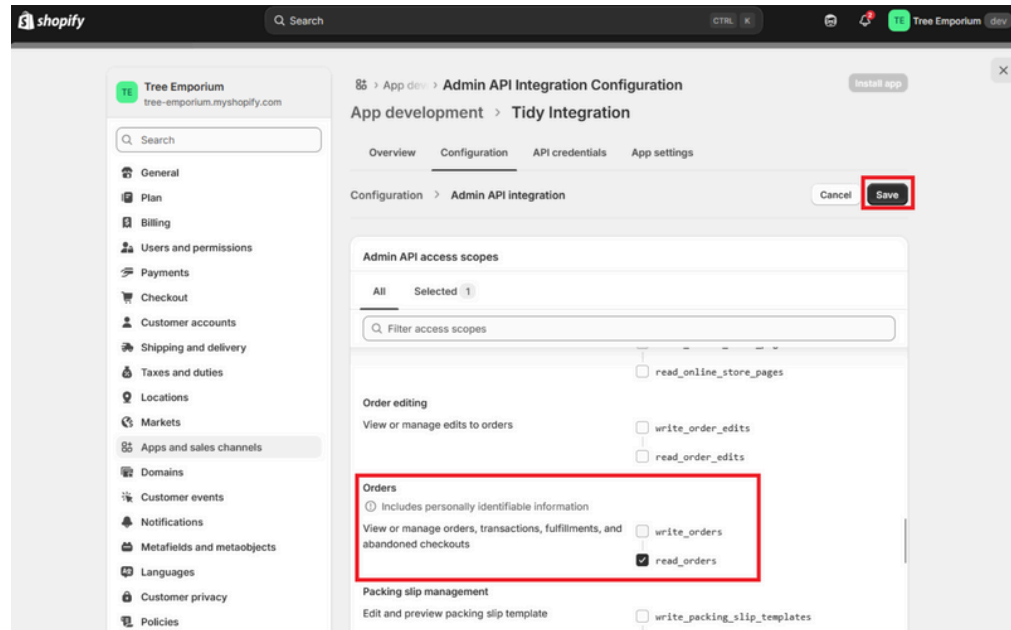 shopify
Search
CTRL K
TE Tree Emporium dev
TE Tree Emporium
tree-emporium.myshopify.com
Search
General
Plan
Billing
Users and permissions
Payments
Checkout
Customer accounts
Shipping and delivery
Taxes and duties
Locations
Markets
Apps and sales channels
Domains
Customer events
Notifications
Metafields and metaobjects
Languages
Customer privacy
Policies
App dev > Admin API Integration Configuration
Install app
App development > Tidy Integration
Overview Configuration API credentials App settings
Configuration > Admin API integration
Cancel Save
Admin API access scopes
All Selected 1
Filter access scopes
read_online_store_pages
Order editing
View or manage edits to orders
write_order_edits
read_order_edits
Orders
Includes personally identifiable information
View or manage orders, transactions, fulfillments, and
abandoned checkouts
write_orders
read_orders
Packing slip management
Edit and preview packing slip template
write_packing_slip_templates